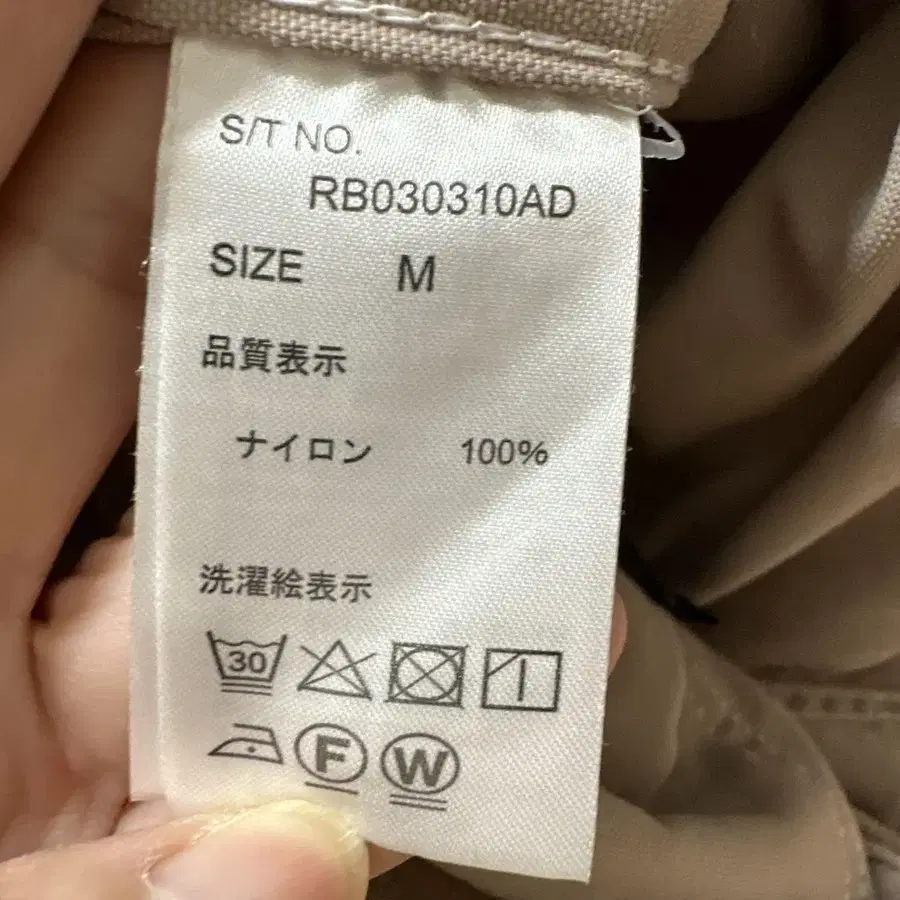 S/T NO.
RB030310AD
SIZE M
品質表示
ナイロン 100%
洗濯絵表示
30
F W